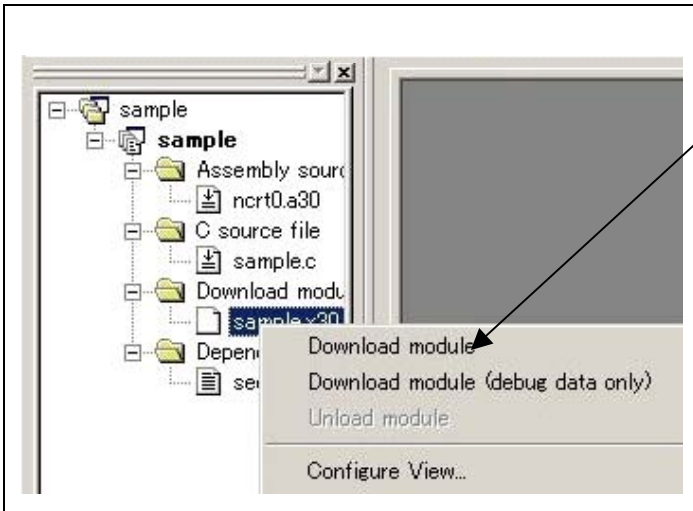 sample
sample
Assembly sourc
ncrt0.a30
C source file
sample.c
Download modu
sample.x30
Depen
se
Download module
Download module (debug data only)
Unload module
Configure View...